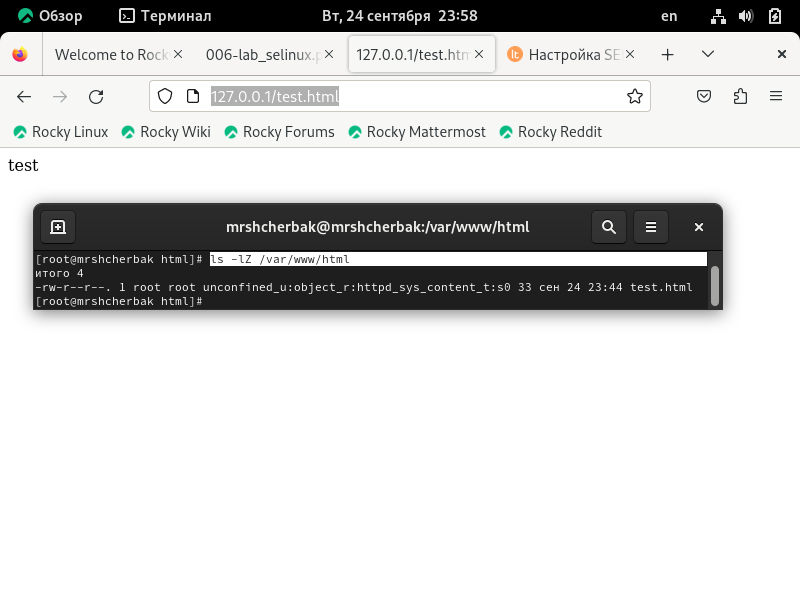 Обзор Терминал Вт, 24 сентября 23:58 en
Welcome to Rock 006-lab_selinux.p 127.0.0.1/test.htm Настройка SE
127.0.0.1/test.html
Rocky Linux Rocky Wiki Rocky Forums Rocky Mattermost Rocky Reddit
test
mrshcherbak@mrshcherbak:/var/www/html
[root@mrshcherbak html]# ls -lZ /var/www/html
итого 4
-rw-r--r--. 1 root root unconfined_u:object_r:httpd_sys_content_t:s0 33 сен 24 23:44 test.html
[root@mrshcherbak html]#